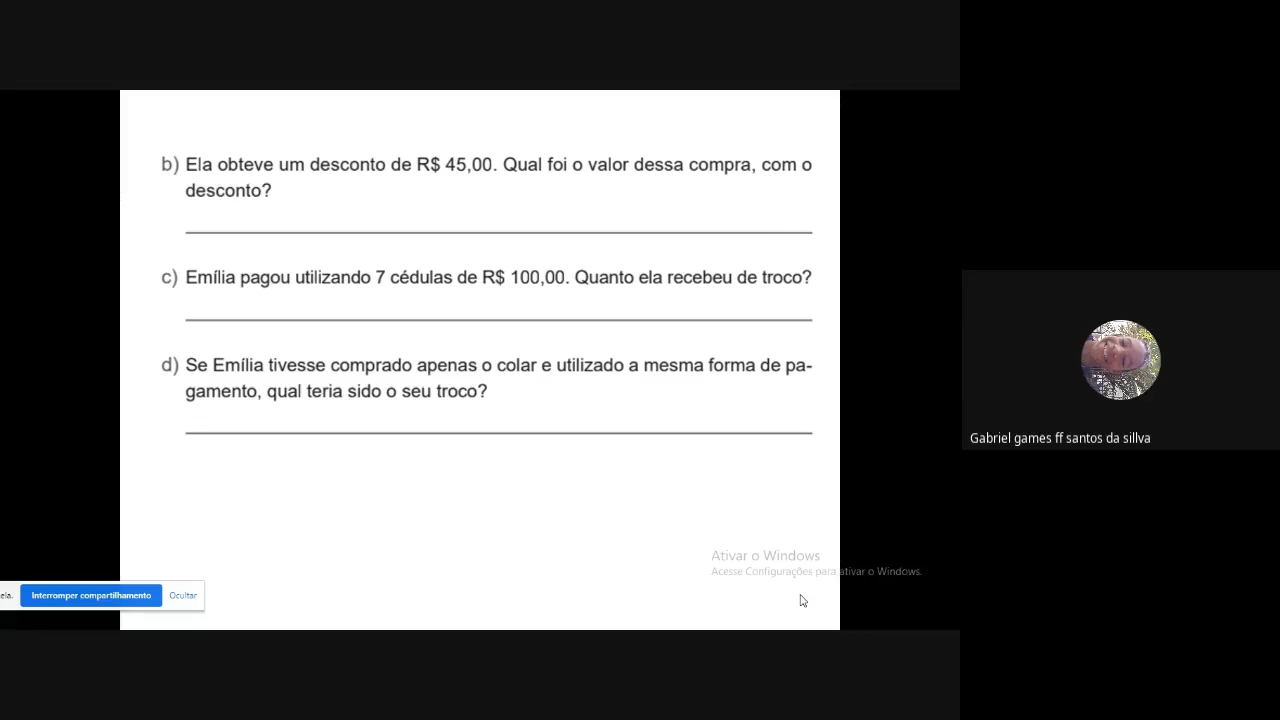 b) Ela obteve um desconto de R$ 45,00. Qual foi o valor dessa compra, com o
desconto?
c) Emília pagou utilizando 7 cédulas de R$ 100,00. Quanto ela recebeu de troco?
d) Se Emília tivesse comprado apenas o colar e utilizado a mesma forma de pa-
gamento, qual teria sido o seu troco?
Gabriel games ff santos da sillva
Ativar o Windows
Acesse Configurações para ativar o Windows.
ela. Interromper compartilhamento Ocultar